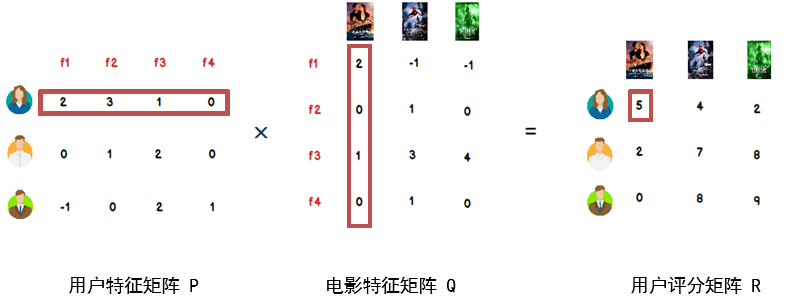 f1 f2 f3 f4
2 3 1 0
0 1 2 0
-1 0 2 1
用户特征矩阵 P
×
f1 2 -1 -1
f2 0 1 0
f3 1 3 4
f4 0 1 0
电影特征矩阵 Q
=
5 4 2
2 7 8
0 8 9
用户评分矩阵 R